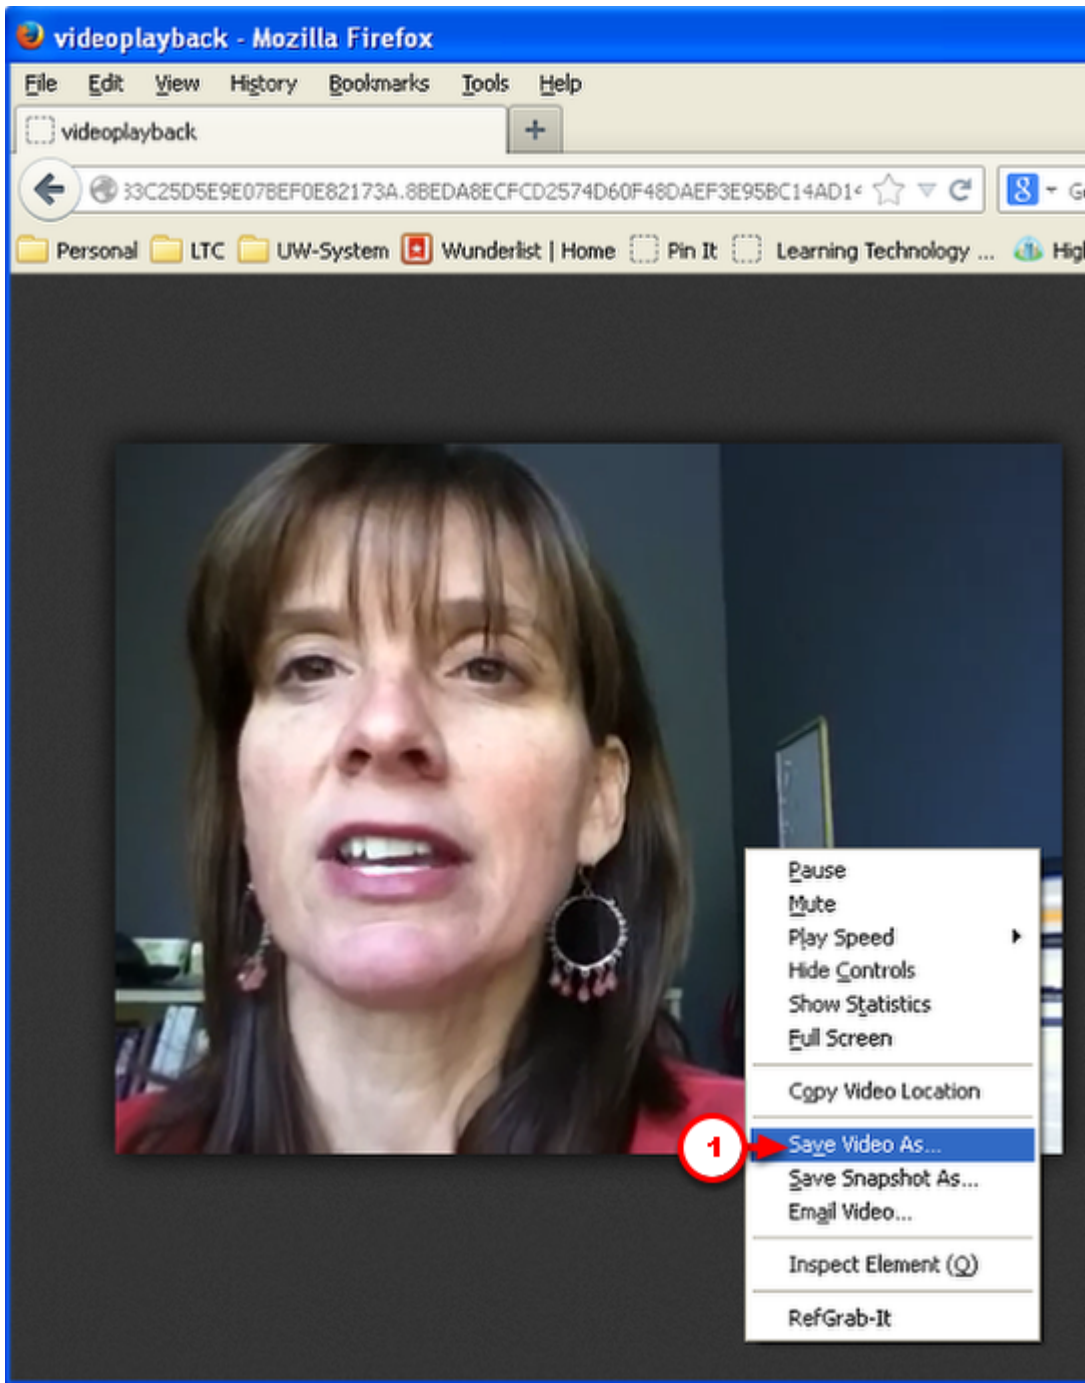 videoplayback - Mozilla Firefox
File Edit View History Bookmarks Tools Help
videoplayback +
33C25D5E9E07BEF0E82173A.8BEDA8ECFCD2574D60F48DAEF3E95BC14AD14 8
Personal LTC UW-System Wunderlist | Home Pin It Learning Technology ...
Pause
Mute
Play Speed
Hide Controls
Show Statistics
Full Screen
Copy Video Location
1 Save Video As...
Save Snapshot As...
Email Video...
Inspect Element (Q)
RefGrab-It